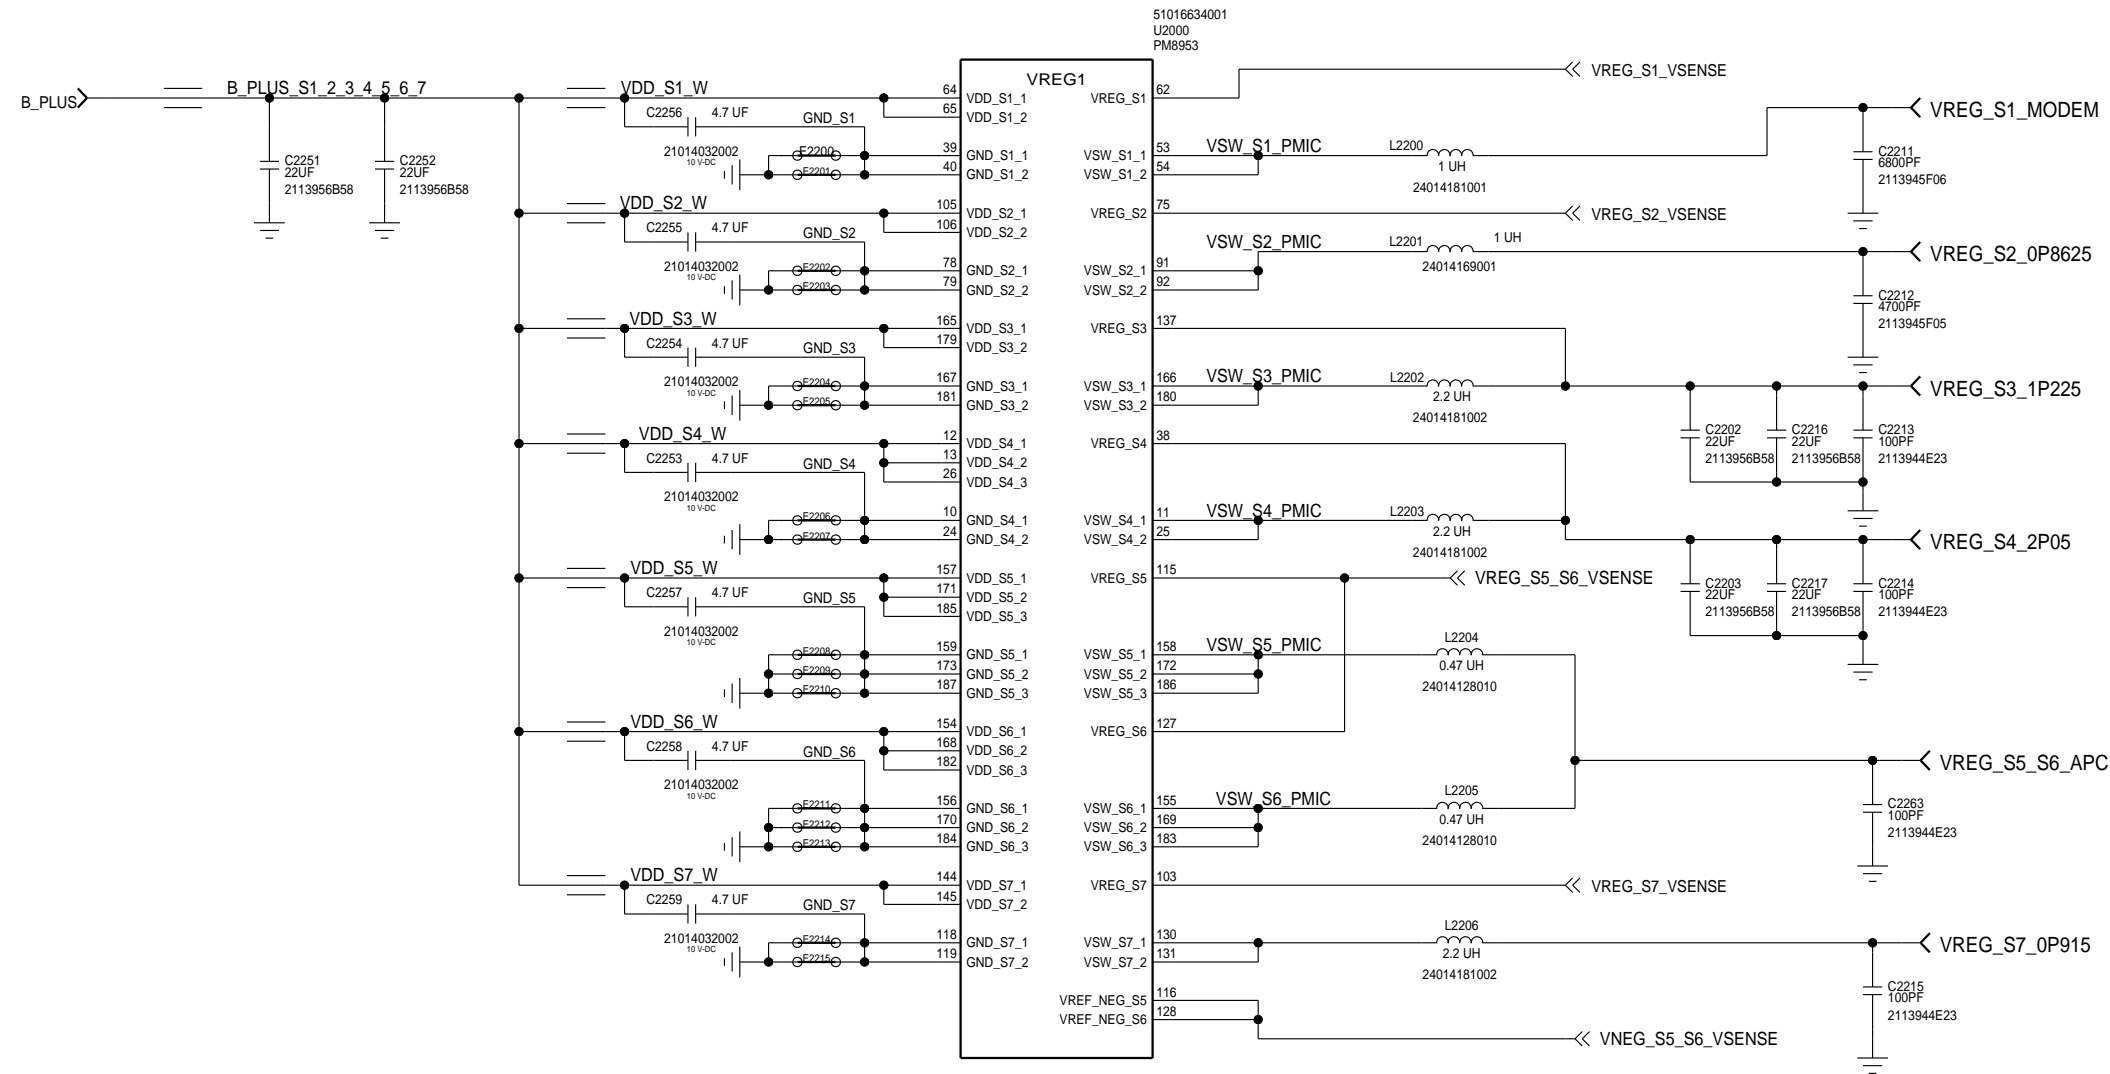 51016634001
U2000
PM8953
B_PLUS
B_PLUS_S1_2_3_4_5_6_7
C2251
22UF
2113956B58
C2252
22UF
2113956B58
VREG1
VDD_S1_W
C2256 4.7 UF
GND_S1
21014032002
10 V-DC
E2200
E2201
64 VDD_S1_1
65 VDD_S1_2
39 GND_S1_1
40 GND_S1_2
VDD_S2_W
C2255 4.7 UF
GND_S2
21014032002
10 V-DC
E2202
E2203
105 VDD_S2_1
106 VDD_S2_2
78 GND_S2_1
79 GND_S2_2
VDD_S3_W
C2254 4.7 UF
GND_S3
21014032002
10 V-DC
E2204
E2205
165 VDD_S3_1
179 VDD_S3_2
167 GND_S3_1
181 GND_S3_2
VDD_S4_W
C2253 4.7 UF
GND_S4
21014032002
10 V-DC
E2206
E2207
12 VDD_S4_1
13 VDD_S4_2
26 VDD_S4_3
10 GND_S4_1
24 GND_S4_2
VDD_S5_W
C2257 4.7 UF
GND_S5
21014032002
10 V-DC
E2208
E2209
E2210
157 VDD_S5_1
171 VDD_S5_2
185 VDD_S5_3
159 GND_S5_1
173 GND_S5_2
187 GND_S5_3
VDD_S6_W
C2258 4.7 UF
GND_S6
21014032002
10 V-DC
E2211
E2212
E2213
154 VDD_S6_1
168 VDD_S6_2
182 VDD_S6_3
156 GND_S6_1
170 GND_S6_2
184 GND_S6_3
VDD_S7_W
C2259 4.7 UF
GND_S7
21014032002
10 V-DC
E2214
E2215
144 VDD_S7_1
145 VDD_S7_2
118 GND_S7_1
119 GND_S7_2
VREG_S1 62
VREG_S1_VSENSE
VSW_S1_1 53
VSW_S1_2 54
VSW_S1_PMIC
L2200
1 UH
24014181001
VREG_S1_MODEM
C2211
6800PF
2113945F06
VREG_S2 75
VREG_S2_VSENSE
VSW_S2_1 91
VSW_S2_2 92
VSW_S2_PMIC
L2201
1 UH
24014169001
VREG_S2_0P8625
C2212
4700PF
2113945F05
VREG_S3 137
VSW_S3_1 166
VSW_S3_2 180
VSW_S3_PMIC
L2202
2.2 UH
24014181002
VREG_S3_1P225
C2202
22UF
2113956B58
C2216
22UF
2113956B58
C2213
100PF
2113944E23
VREG_S4 38
VSW_S4_1 11
VSW_S4_2 25
VSW_S4_PMIC
L2203
2.2 UH
24014181002
VREG_S4_2P05
C2203
22UF
2113956B58
C2217
22UF
2113956B58
C2214
100PF
2113944E23
VREG_S5 115
VREG_S5_S6_VSENSE
VSW_S5_1 158
VSW_S5_2 172
VSW_S5_3 186
VSW_S5_PMIC
L2204
0.47 UH
24014128010
VREG_S6 127
VREG_S5_S6_APC
C2263
100PF
2113944E23
VSW_S6_1 155
VSW_S6_2 169
VSW_S6_3 183
VSW_S6_PMIC
L2205
0.47 UH
24014128010
VREG_S7 103
VREG_S7_VSENSE
VSW_S7_1 130
VSW_S7_2 131
L2206
2.2 UH
24014181002
VREG_S7_0P915
C2215
100PF
2113944E23
VREF_NEG_S5 116
VREF_NEG_S6 128
VNEG_S5_S6_VSENSE